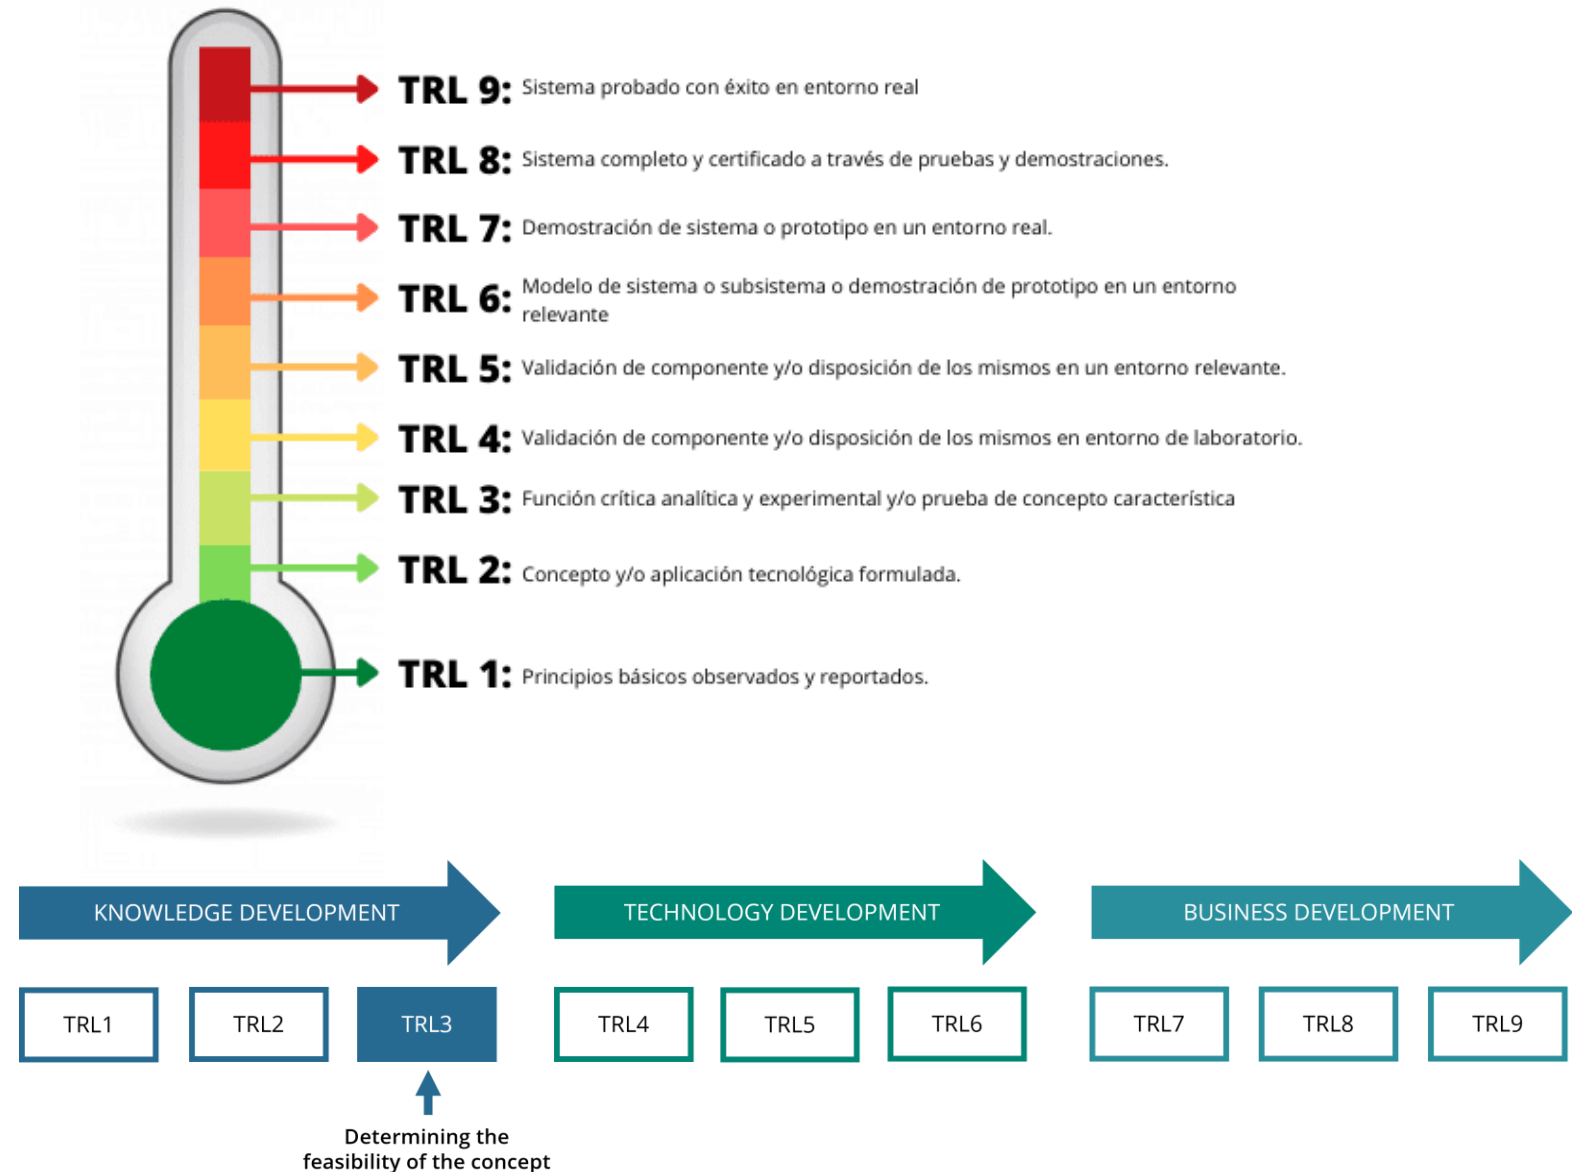 TRL 9: Sistema probado con éxito en entorno real
TRL 8: Sistema completo y certificado a través de pruebas y demostraciones.
TRL 7: Demostración de sistema o prototipo en un entorno real.
TRL 6: Modelo de sistema o subsistema o demostración de prototipo en un entorno
relevante
TRL 5: Validación de componente y/o disposición de los mismos en un entorno relevante.
TRL 4: Validación de componente y/o disposición de los mismos en entorno de laboratorio.
TRL 3: Función crítica analítica y experimental y/o prueba de concepto característica
TRL 2: Concepto y/o aplicación tecnológica formulada.
TRL 1: Principios básicos observados y reportados.
KNOWLEDGE DEVELOPMENT
TECHNOLOGY DEVELOPMENT
BUSINESS DEVELOPMENT
TRL1
TRL2
TRL3
TRL4
TRL5
TRL6
TRL7
TRL8
TRL9
Determining the
feasibility of the concept